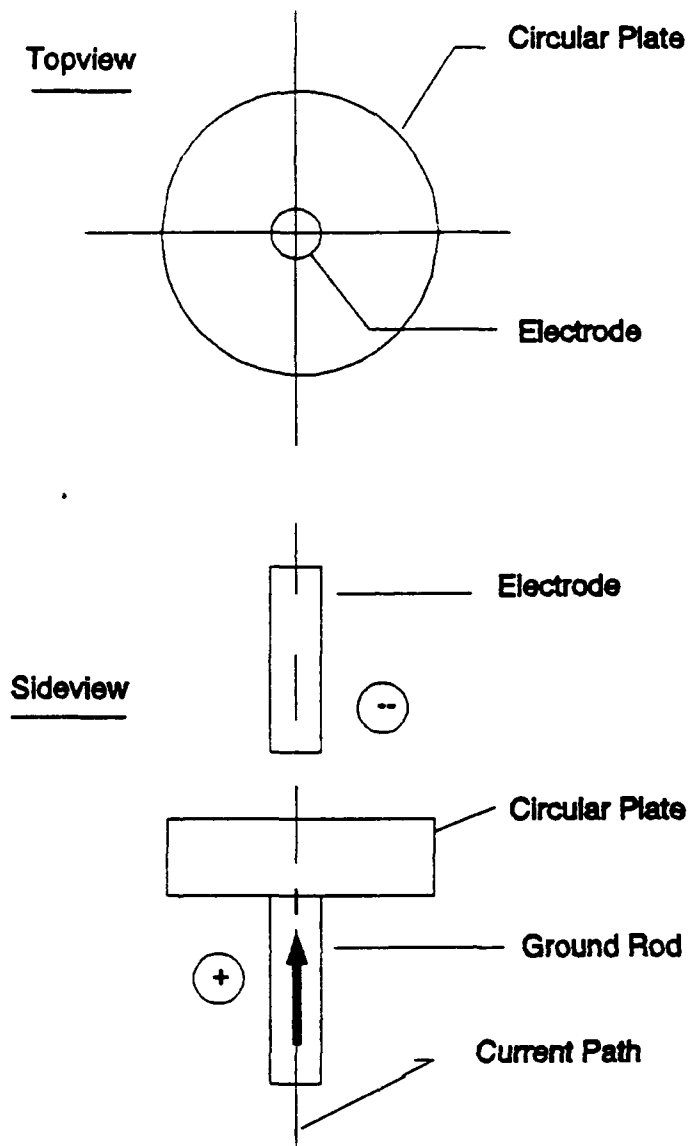 Topview
Circular Plate
Electrode
Electrode
Sideview
--
Circular Plate
Ground Rod
+
Current Path